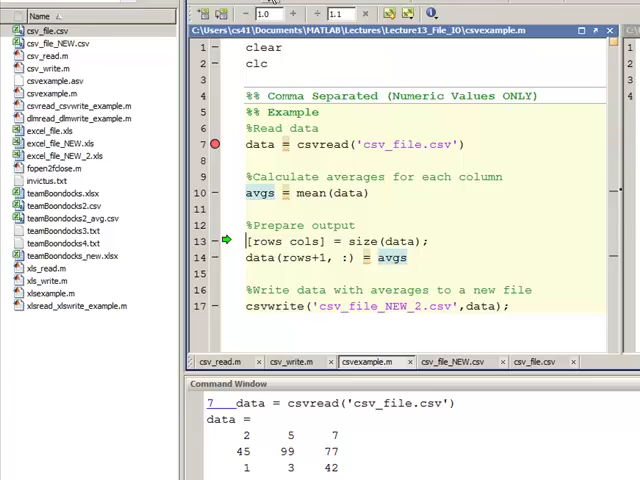 Name
csv_file.csv
csv_file_NEW.csv
csv_read.m
csv_write.m
csvexample.asv
csvexample.m
csvread_csvwrite_example.m
dlmread_dlmwrite_example.m
excel_file.xls
excel_file_NEW.xls
excel_file_NEW_2.xls
fopen2fclose.m
invictus.txt
teamBoondocks.xlsx
teamBoondocks2.csv
teamBoondocks2_avg.csv
teamBoondocks3.txt
teamBoondocks4.txt
teamBoondocks_new.xlsx
xls_read.m
xls_write.m
xlsexample.m
xlsread_xlswrite_example.m
− 1.0 + ÷ 1.1 ×
C:\Users\cs41\Documents\MATLAB\Lectures\Lecture13_File_IO\csvexample.m
1 clear
2 clc
3
4 %% Comma Separated (Numeric Values ONLY)
5 %% Example
6 %Read data
7 data = csvread('csv_file.csv')
8
9 %Calculate averages for each column
10 avgs = mean(data)
11
12 %Prepare output
13 [rows cols] = size(data);
14 data(rows+1, :) = avgs
15
16 %Write data with averages to a new file
17 csvwrite('csv_file_NEW_2.csv',data);
C:\U
1
2
3
4
csv_read.m × csv_write.m × csvexample.m × csv_file_NEW.csv × csv_file.csv ×
Command Window
7 data = csvread('csv_file.csv')
data =
2 5 7
45 99 77
1 3 42